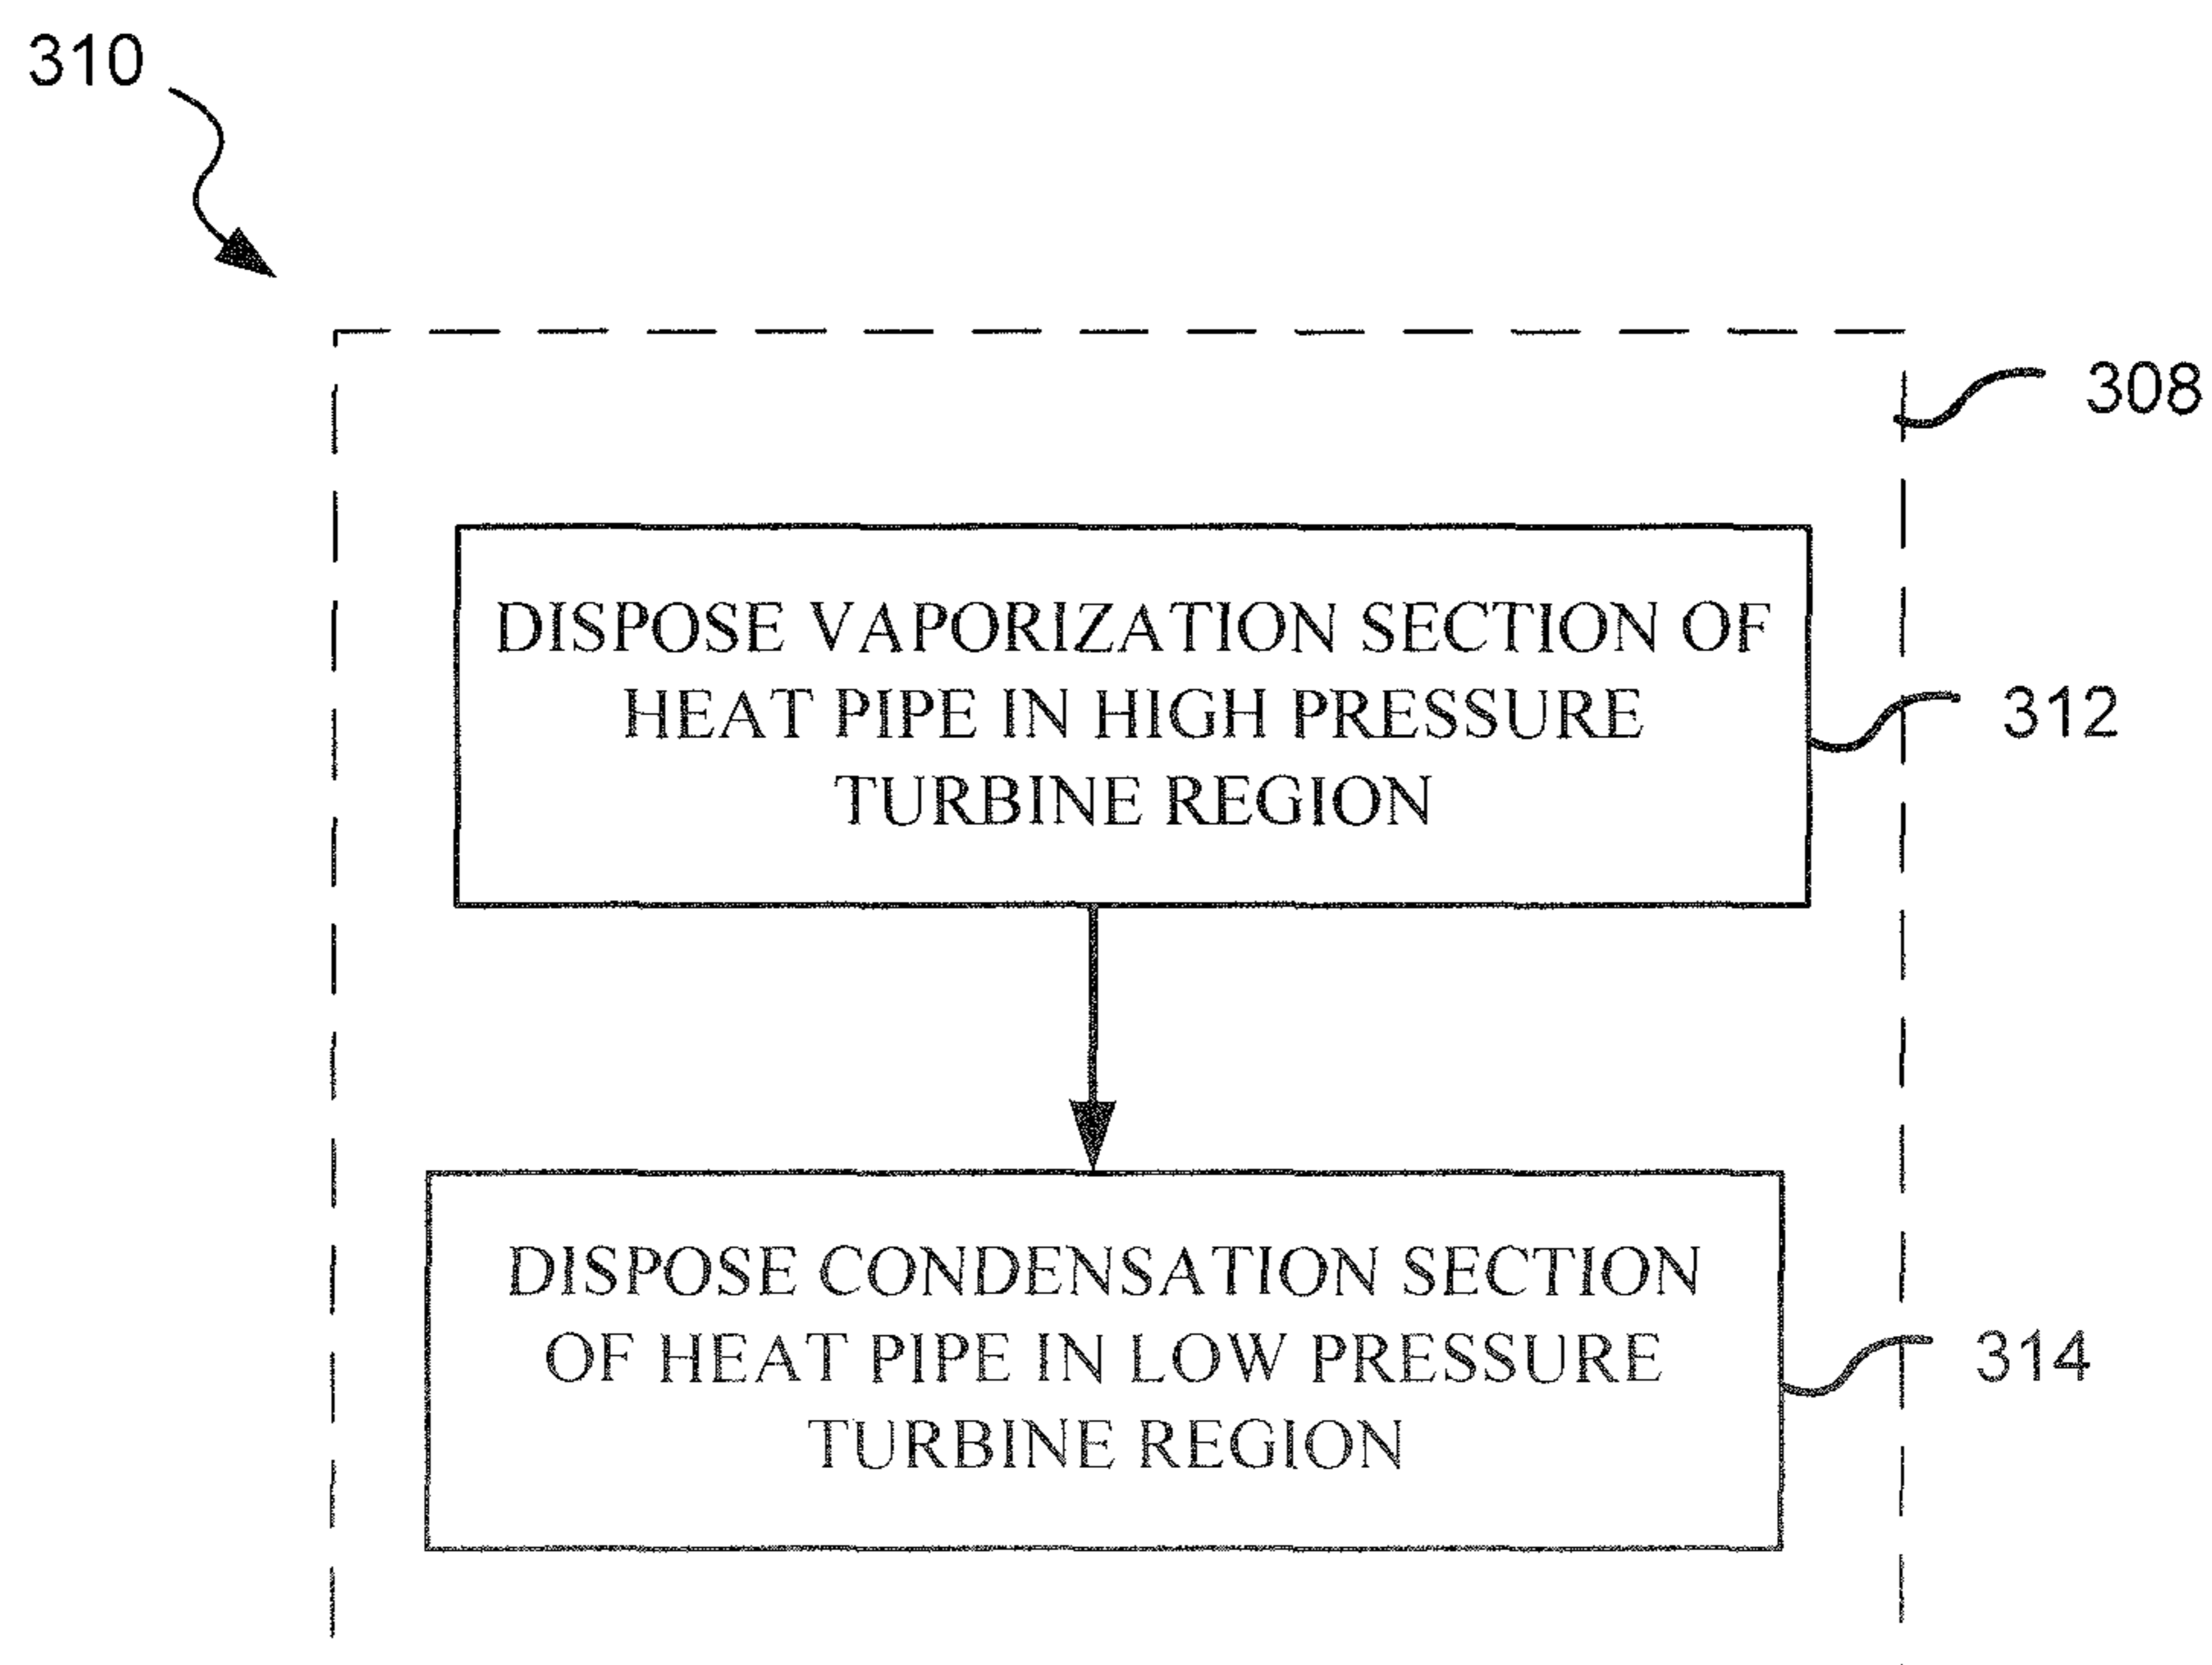 310
308
DISPOSE VAPORIZATION SECTION OF
HEAT PIPE IN HIGH PRESSURE
TURBINE REGION
312
DISPOSE CONDENSATION SECTION
OF HEAT PIPE IN LOW PRESSURE
TURBINE REGION
314